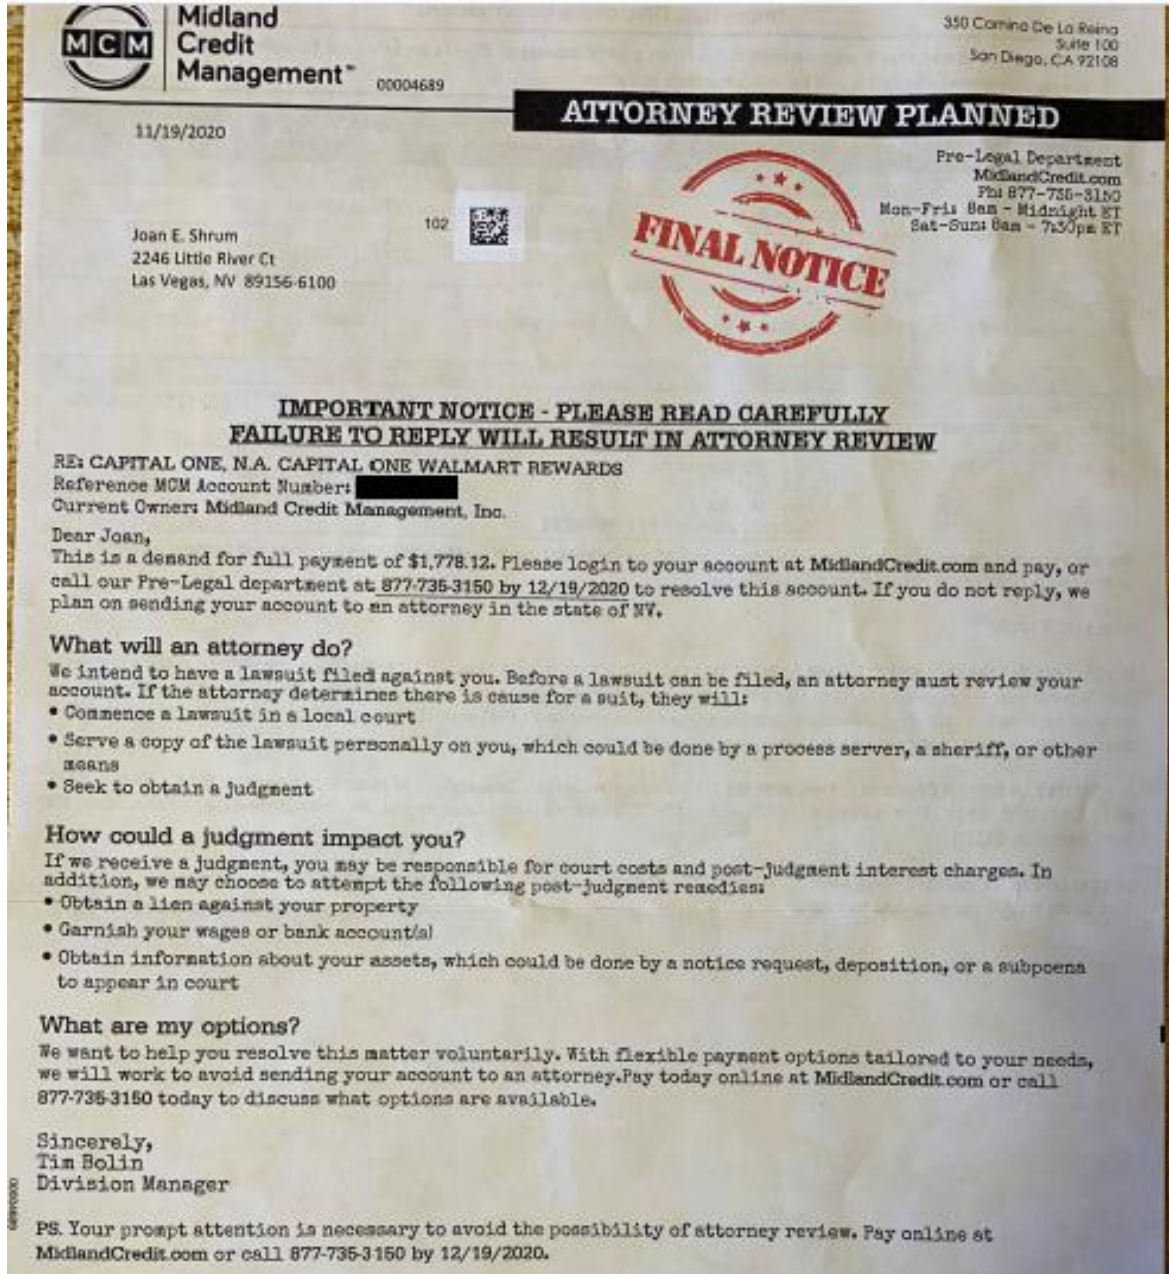 MCM
Midland
Credit
Management
00004689
350 Camino De La Reina
Suite 100
San Diego, CA 92108
ATTORNEY REVIEW PLANNED
11/19/2020
Pre-Legal Department
MidlandCredit.com
Ph: 877-735-3150
Mon-Fri: 8am - Midnight ET
Sat-Sun: 8am - 7:30pm ET
102
Joan E. Shrum
2246 Little River Ct
Las Vegas, NV 89156-6100
FINAL NOTICE
IMPORTANT NOTICE - PLEASE READ CAREFULLY
FAILURE TO REPLY WILL RESULT IN ATTORNEY REVIEW
RE: CAPITAL ONE, N.A. CAPITAL ONE WALMART REWARDS
Reference MCM Account Number:
Current Owner: Midland Credit Management, Inc.
Dear Joan,
This is a demand for full payment of $1,778.12. Please login to your account at MidlandCredit.com and pay, or
call our Pre-Legal department at 877-735-3150 by 12/19/2020 to resolve this account. If you do not reply, we
plan on sending your account to an attorney in the state of NV.
What will an attorney do?
We intend to have a lawsuit filed against you. Before a lawsuit can be filed, an attorney must review your
account. If the attorney determines there is cause for a suit, they will:
• Commence a lawsuit in a local court
• Serve a copy of the lawsuit personally on you, which could be done by a process server, a sheriff, or other
means
• Seek to obtain a judgment
How could a judgment impact you?
If we receive a judgment, you may be responsible for court costs and post-judgment interest charges. In
addition, we may choose to attempt the following post-judgment remedies:
• Obtain a lien against your property
• Garnish your wages or bank account(s)
• Obtain information about your assets, which could be done by a notice request, deposition, or a subpoena
to appear in court
What are my options?
We want to help you resolve this matter voluntarily. With flexible payment options tailored to your needs,
we will work to avoid sending your account to an attorney.Pay today online at MidlandCredit.com or call
877-735-3150 today to discuss what options are available.
Sincerely,
Tim Bolin
Division Manager
00004689
PS. Your prompt attention is necessary to avoid the possibility of attorney review. Pay online at
MidlandCredit.com or call 877-735-3150 by 12/19/2020.